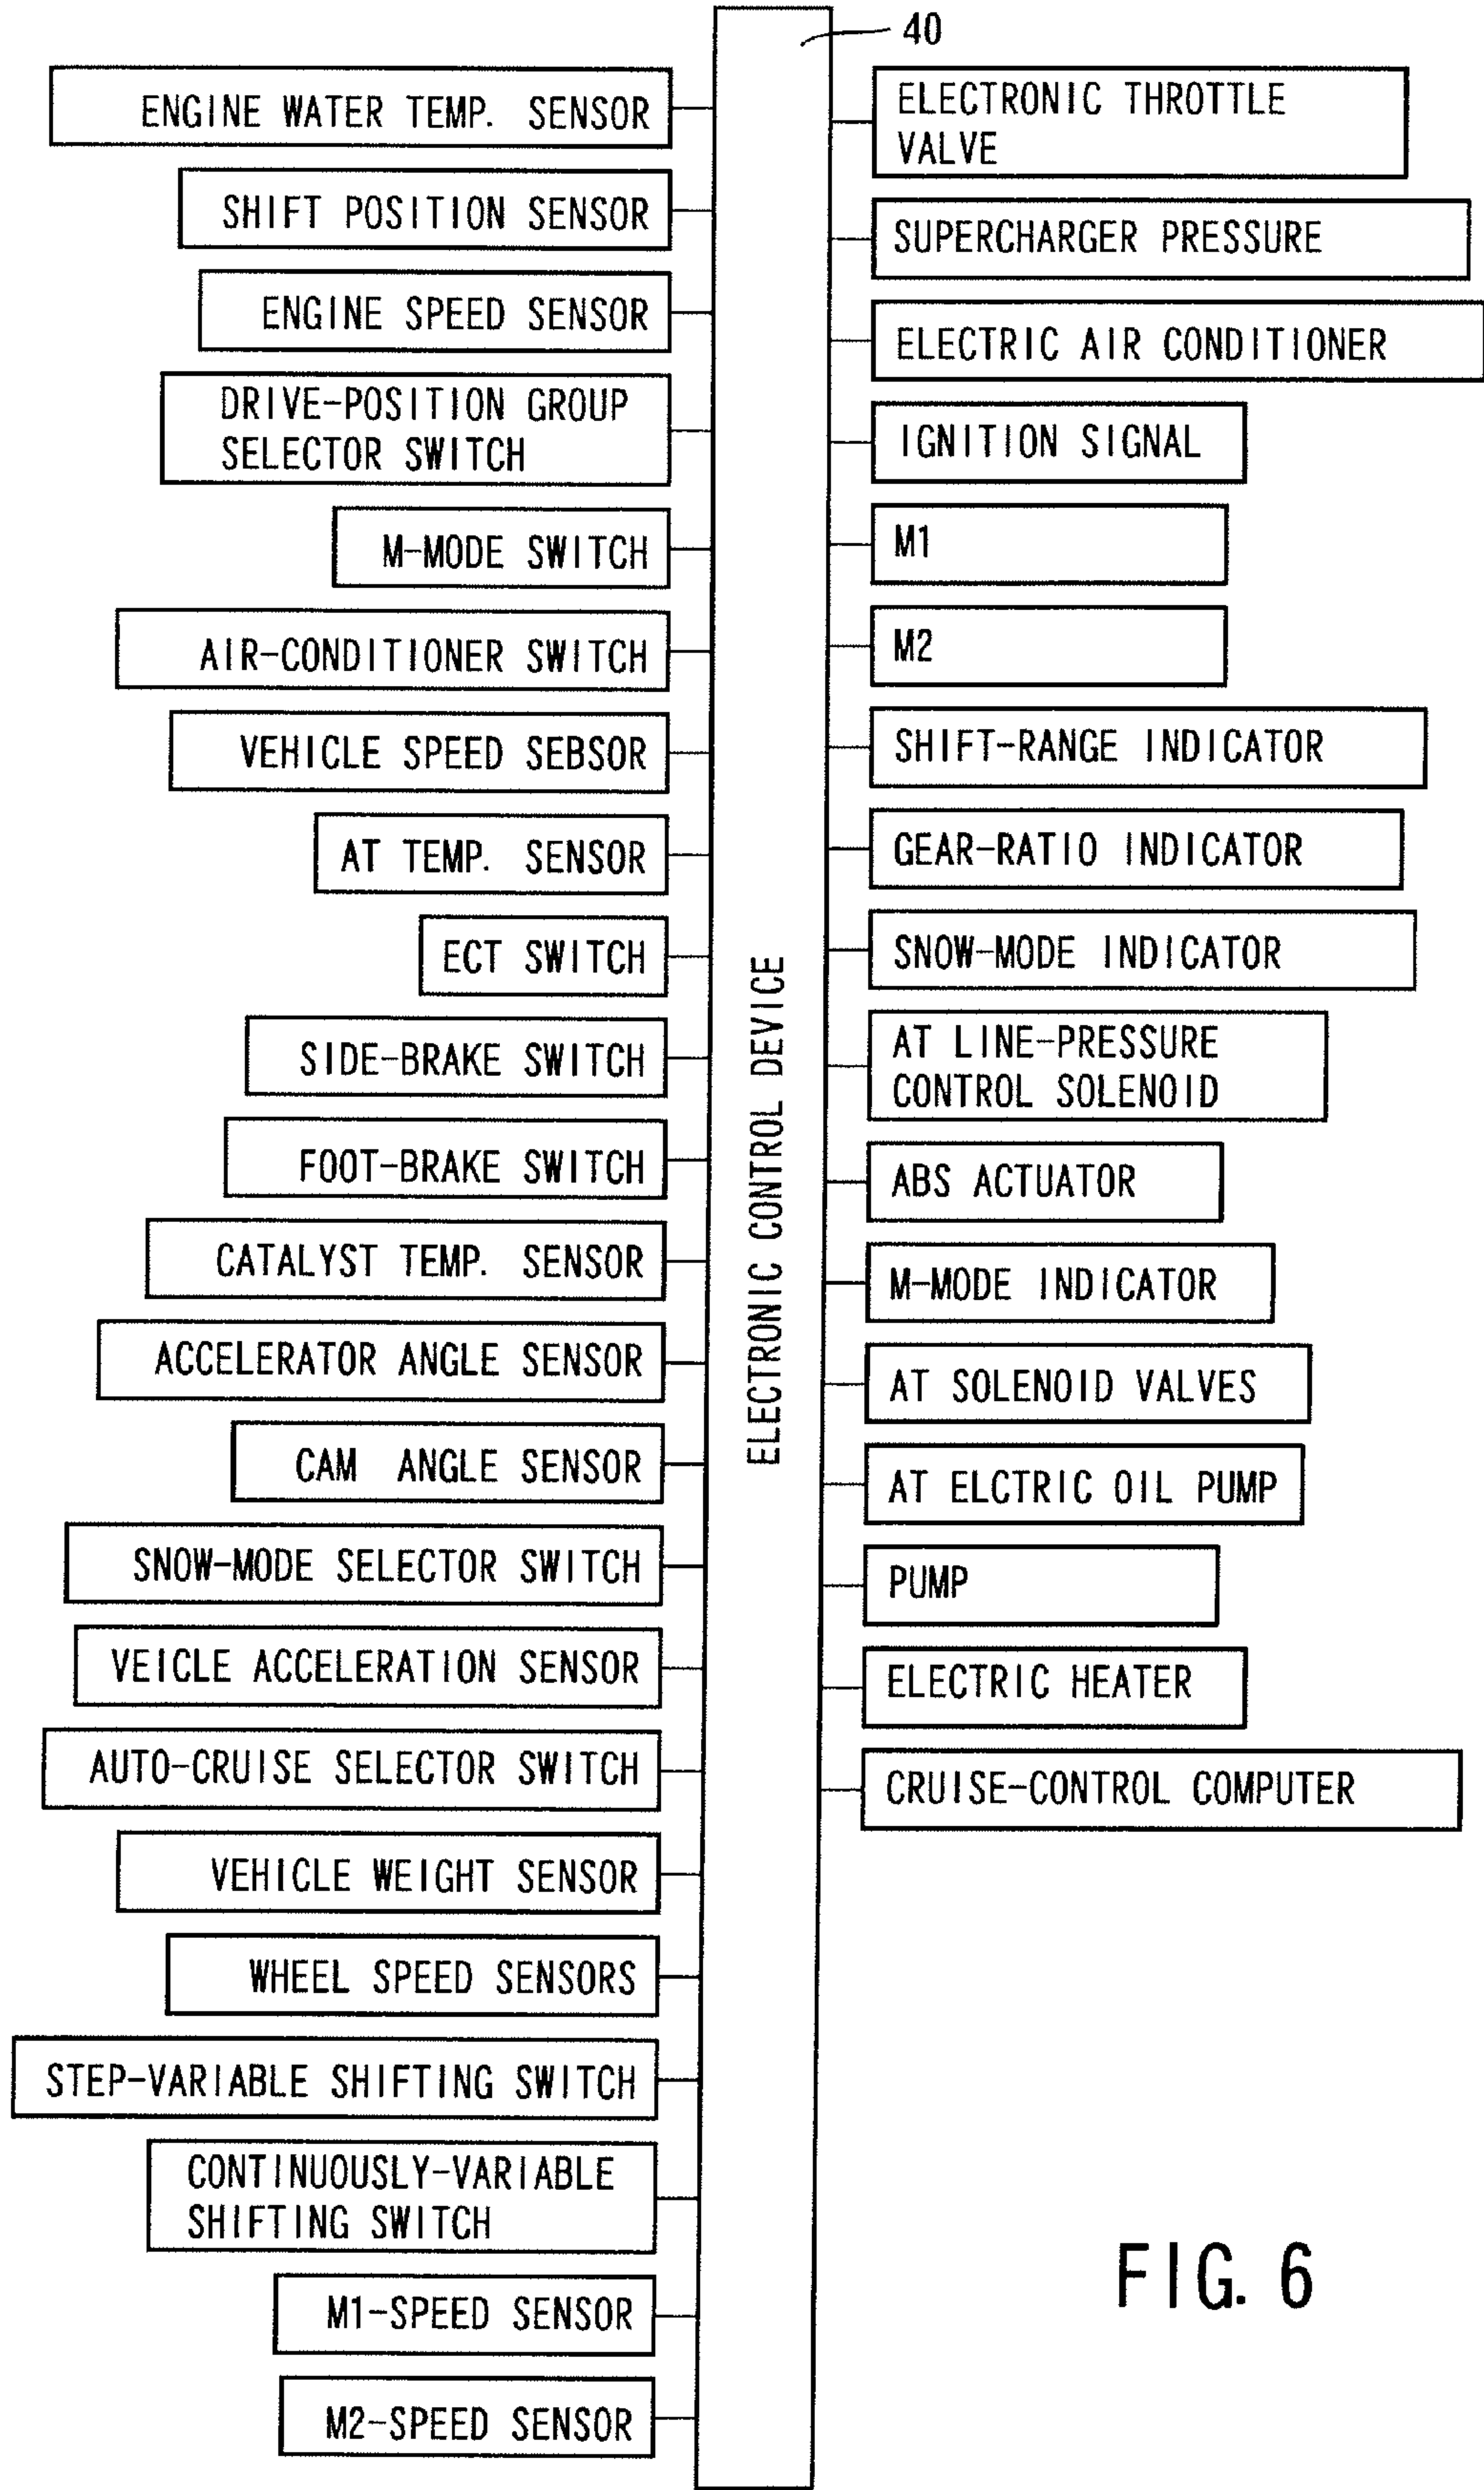 40
ENGINE WATER TEMP. SENSOR
SHIFT POSITION SENSOR
ENGINE SPEED SENSOR
DRIVE-POSITION GROUP
SELECTOR SWITCH
M-MODE SWITCH
AIR-CONDITIONER SWITCH
VEHICLE SPEED SEBSOR
AT TEMP. SENSOR
ECT SWITCH
SIDE-BRAKE SWITCH
FOOT-BRAKE SWITCH
CATALYST TEMP. SENSOR
ACCELERATOR ANGLE SENSOR
CAM ANGLE SENSOR
SNOW-MODE SELECTOR SWITCH
VEICLE ACCELERATION SENSOR
AUTO-CRUISE SELECTOR SWITCH
VEHICLE WEIGHT SENSOR
WHEEL SPEED SENSORS
STEP-VARIABLE SHIFTING SWITCH
CONTINUOUSLY-VARIABLE
SHIFTING SWITCH
M1-SPEED SENSOR
M2-SPEED SENSOR
ELECTRONIC CONTROL DEVICE
ELECTRONIC THROTTLE
VALVE
SUPERCHARGER PRESSURE
ELECTRIC AIR CONDITIONER
IGNITION SIGNAL
M1
M2
SHIFT-RANGE INDICATOR
GEAR-RATIO INDICATOR
SNOW-MODE INDICATOR
AT LINE-PRESSURE
CONTROL SOLENOID
ABS ACTUATOR
M-MODE INDICATOR
AT SOLENOID VALVES
AT ELCTRIC OIL PUMP
PUMP
ELECTRIC HEATER
CRUISE-CONTROL COMPUTER
FIG. 6